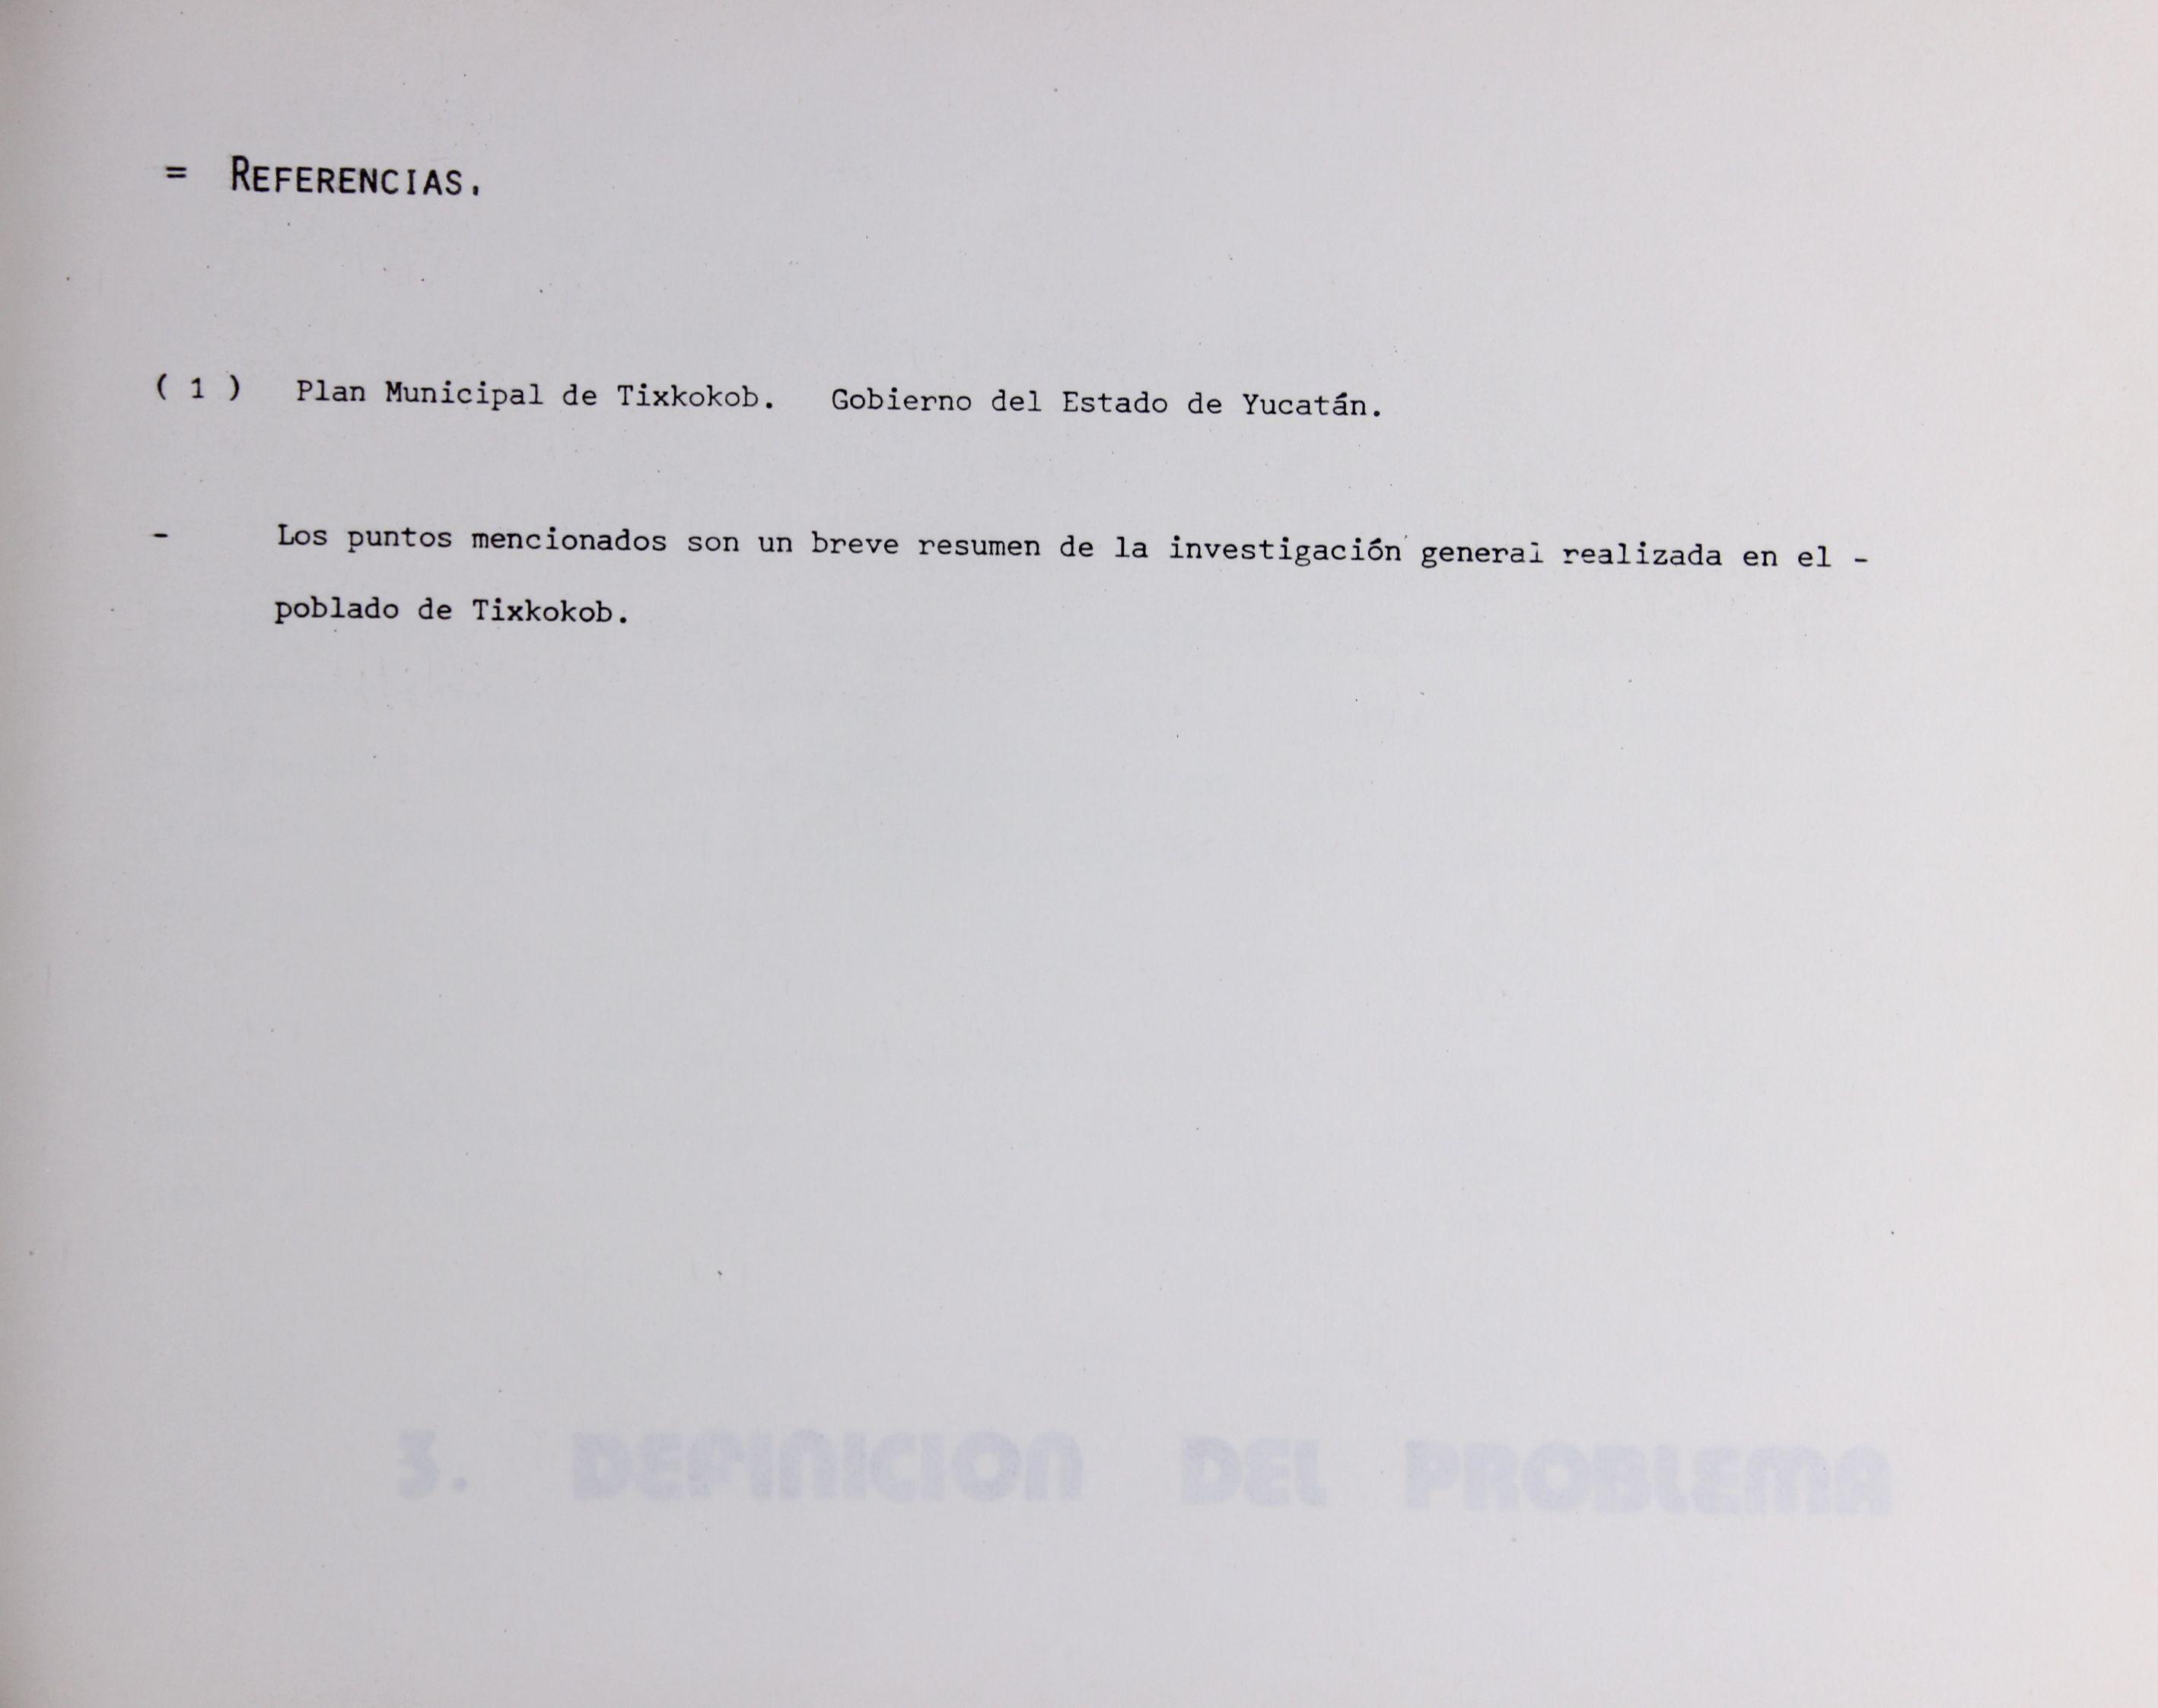 = REFERENCIAS.
( 1 ) Plan Municipal de Tixkokob. Gobierno del Estado de Yucatán.
- Los puntos mencionados son un breve resumen de la investigación general realizada en el -
poblado de Tixkokob.
3. DEFINICION DEL PROBLEMA